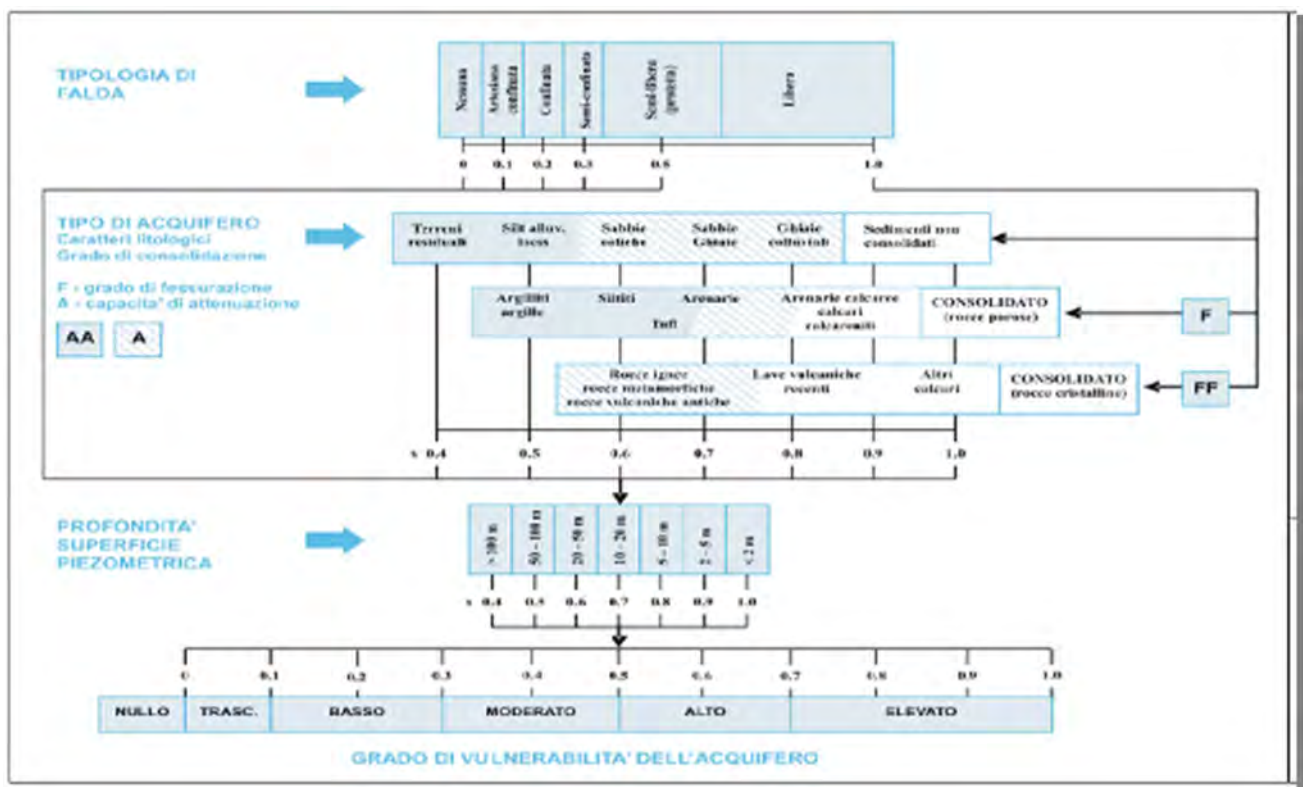 TIPOLOGIA DI
FALDA
Nessuna
Artesiana
confinata
Confinata
Semi-confinata
Semi-libera
(protetta)
Libera
0 0.1 0.2 0.3 0.5 1.0
TIPO DI ACQUIFERO
Caratteri litologici
Grado di consolidazione
F - grado di fessurazione
A - capacita' di attenuazione
AA A
Terreni
residuali
Silt alluv.
loess
Sabbie
eoliche
Sabbie
Ghiaie
Ghiaie
colluviali
Sedimenti non
consolidati
Argilliti
argille
Siltiti
Tufi
Arenarie
Arenarie calcaree
calcari
calcareniti
CONSOLIDATO
(rocce porose)
F
Rocce ignee
rocce metamorfiche
rocce vulcaniche antiche
Lave vulcaniche
recenti
Altri
calcari
CONSOLIDATO
(rocce cristalline)
FF
x 0.4 0.5 0.6 0.7 0.8 0.9 1.0
PROFONDITA'
SUPERFICIE
PIEZOMETRICA
> 100 m
50 - 100 m
20 - 50 m
10 - 20 m
5 - 10 m
2 - 5 m
< 2 m
x 0.4 0.5 0.6 0.7 0.8 0.9 1.0
0 0.1 0.2 0.3 0.4 0.5 0.6 0.7 0.8 0.9 1.0
NULLO TRASC. BASSO MODERATO ALTO ELEVATO
GRADO DI VULNERABILITA' DELL'ACQUIFERO